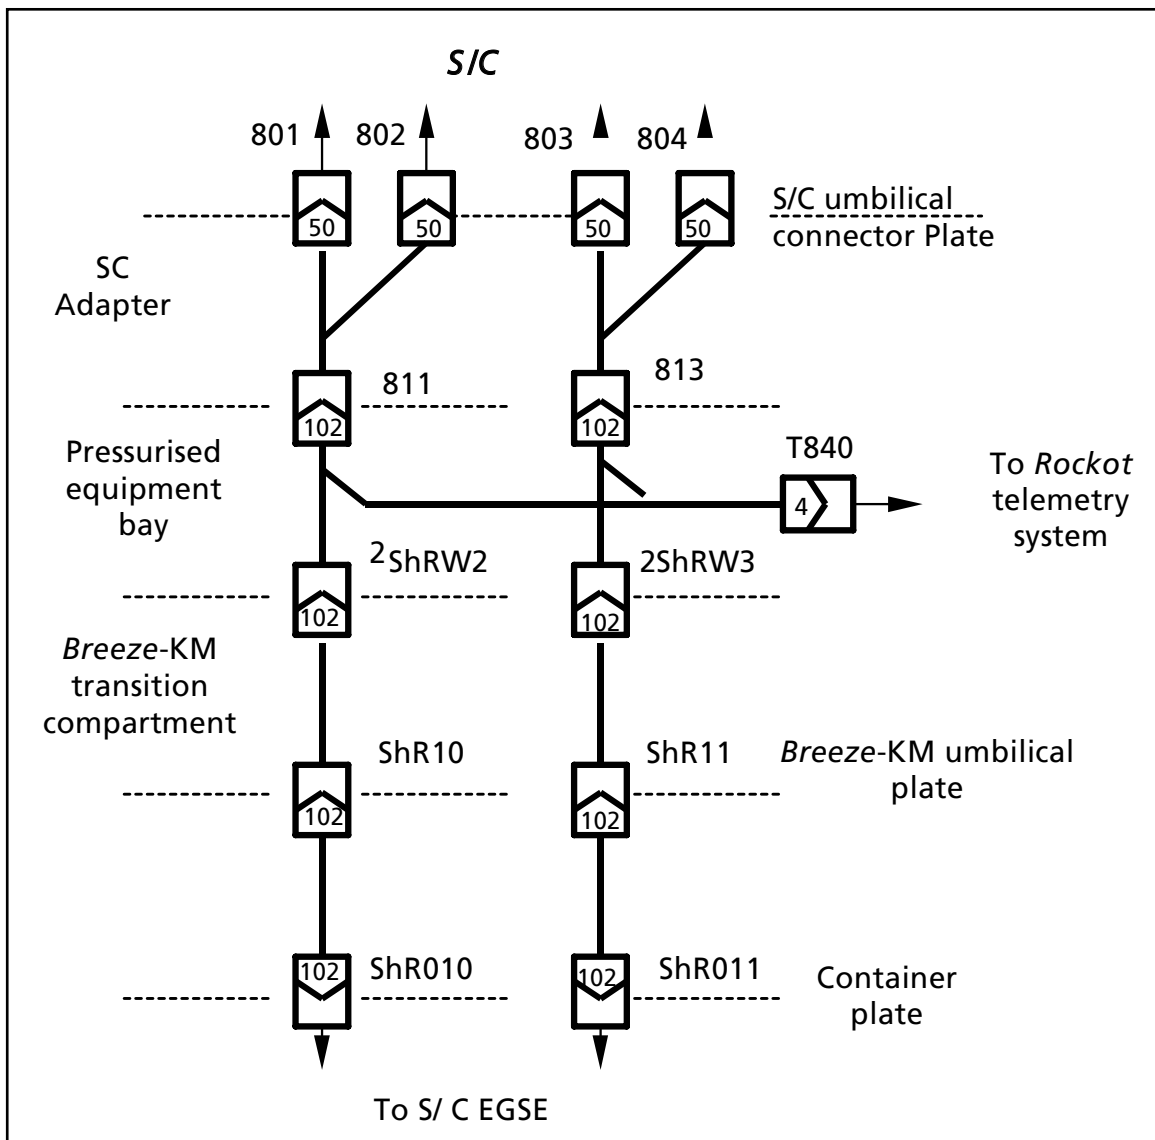 S/C
801 802 803 804
50 50 50 50
S/C umbilical
connector Plate
SC
Adapter
811 813
102 102
Pressurised
equipment
bay
T840
4
To Rockot
telemetry
system
2ShRW2 2ShRW3
102 102
Breeze-KM
transition
compartment
ShR10 ShR11
102 102
Breeze-KM umbilical
plate
102 ShR010 102 ShR011
Container
plate
To S/ C EGSE